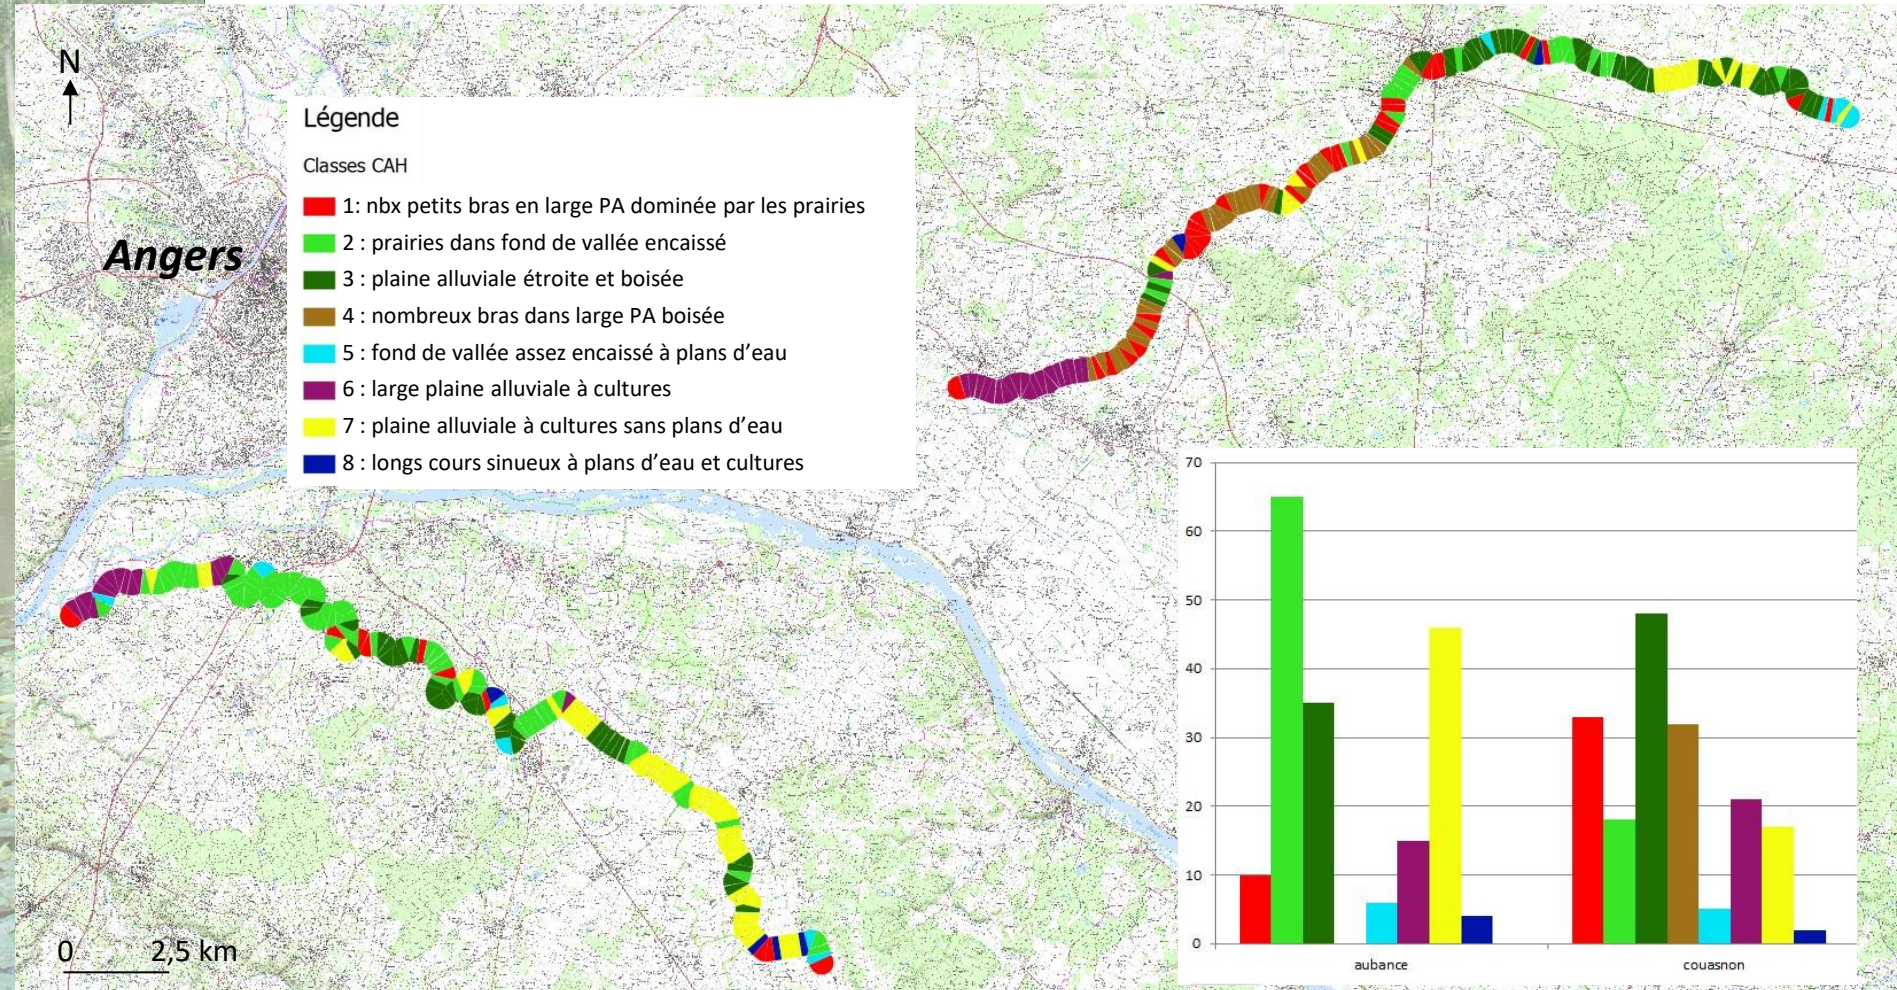 N
Angers
Légende
Classes CAH
1: nbx petits bras en large PA dominée par les prairies
2 : prairies dans fond de vallée encaissé
3 : plaine alluviale étroite et boisée
4 : nombreux bras dans large PA boisée
5 : fond de vallée assez encaissé à plans d'eau
6 : large plaine alluviale à cultures
7 : plaine alluviale à cultures sans plans d'eau
8 : longs cours sinueux à plans d'eau et cultures
70
60
50
40
30
20
10
0
aubance couasnon
0 2,5 km